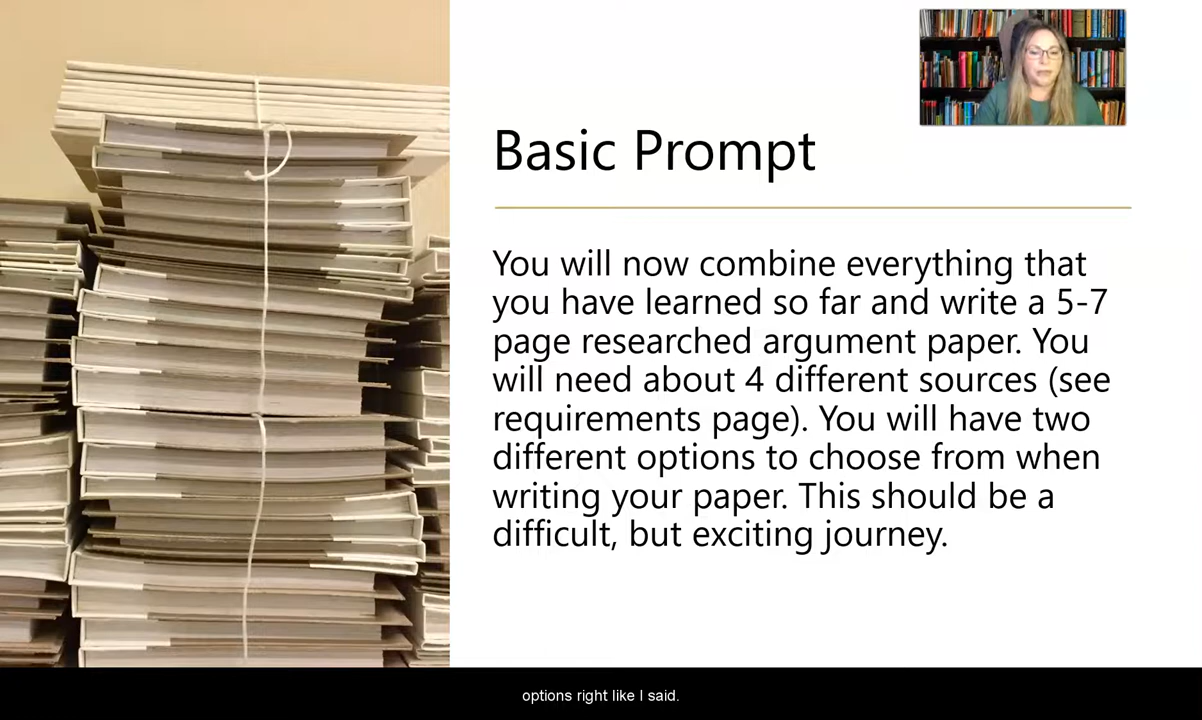 Basic Prompt
You will now combine everything that
you have learned so far and write a 5-7
page researched argument paper. You
will need about 4 different sources (see
requirements page). You will have two
different options to choose from when
writing your paper. This should be a
difficult, but exciting journey.
options right like I said.